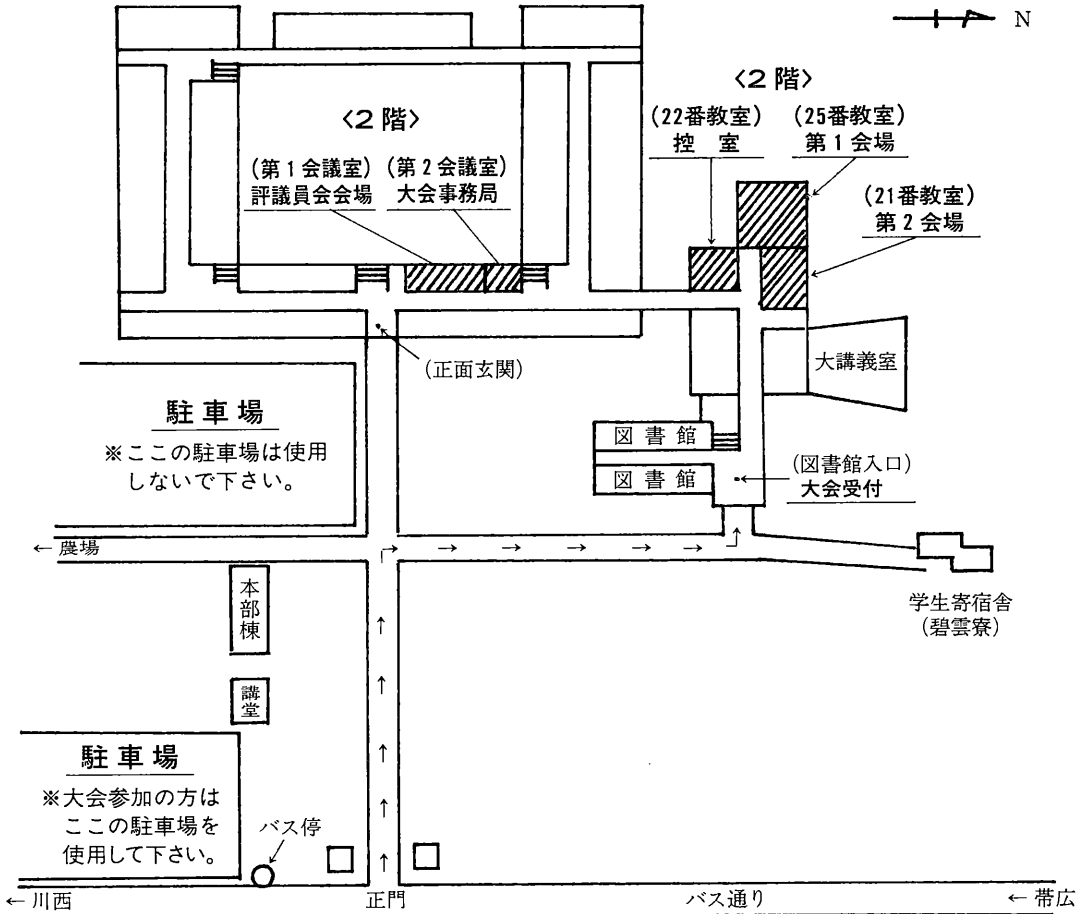 N
〈2階〉
〈2階〉
(22番教室)
控室
(25番教室)
第1会場
(第1会議室)
評議員会会場
(第2会議室)
大会事務局
(21番教室)
第2会場
(正面玄関)
大講義室
駐車場
※ここの駐車場は使用
しないで下さい。
図書館
図書館
(図書館入口)
大会受付
← 農場
本部棟
学生寄宿舎
(碧雲寮)
講堂
駐車場
※大会参加の方は
ここの駐車場を
使用して下さい。
バス停
← 川西
正門
バス通り
← 帯広